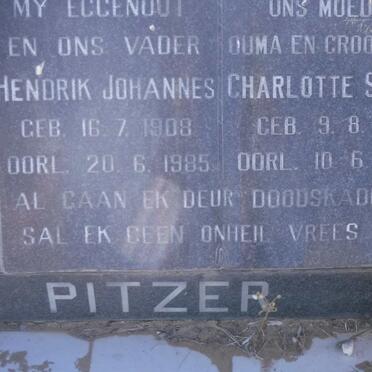 MY EGGENOOT ONS MOED
EN ONS VADER OUMA EN GROO
HENDRIK JOHANNES CHARLOTTE S
GEB. 16.7.1908 GEB. 9.8.
OORL. 20.6.1985. OORL. 10.6.
AL GAAN EK DEUR DOODSKADU
SAL EK GEEN ONHEIL VREES
PITZER